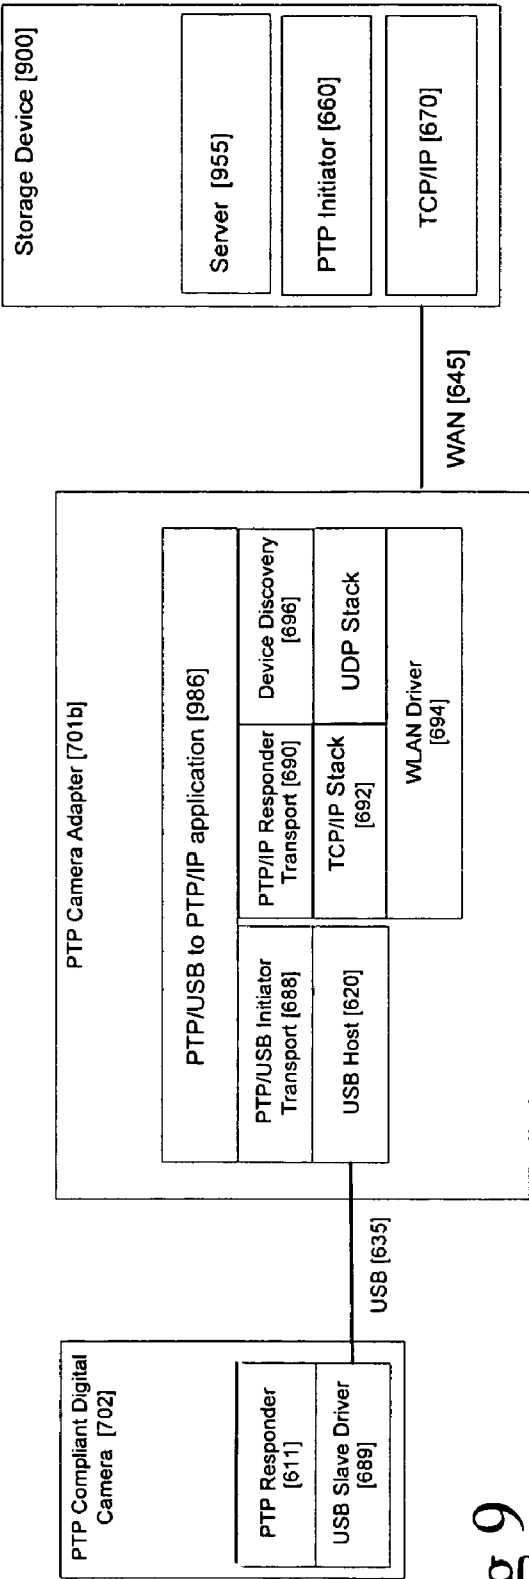 PTP Compliant Digital
Camera [702]
PTP Responder
[611]
USB Slave Driver
[689]
USB [635]
PTP Camera Adapter [701b]
PTP/USB to PTP/IP application [986]
PTP/USB Initiator
Transport [688]
PTP/IP Responder
Transport [690]
Device Discovery
[696]
USB Host [620]
TCP/IP Stack
[692]
UDP Stack
WLAN Driver
[694]
WAN [645]
Storage Device [900]
Server [955]
PTP Initiator [660]
TCP/IP [670]
g 9